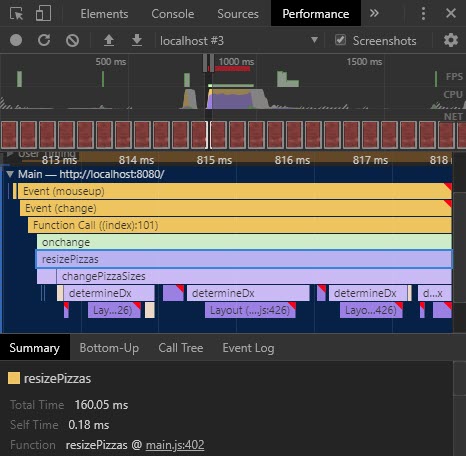 Elements Console Sources Performance »
localhost #3 Screenshots
500 ms 1000 ms 1500 ms
FPS
CPU
NET
User Timing
813 ms 814 ms 815 ms 816 ms 817 ms 818
Main — http://localhost:8080/
Event (mouseup)
Event (change)
Function Call ((index):101)
onchange
resizePizzas
changePizzaSizes
determineDx determineDx determineDx d...x
Lay...26) Layout (....js:426) Layo...426)
Summary Bottom-Up Call Tree Event Log
resizePizzas
Total Time 160.05 ms
Self Time 0.18 ms
Function resizePizzas @ main.js:402